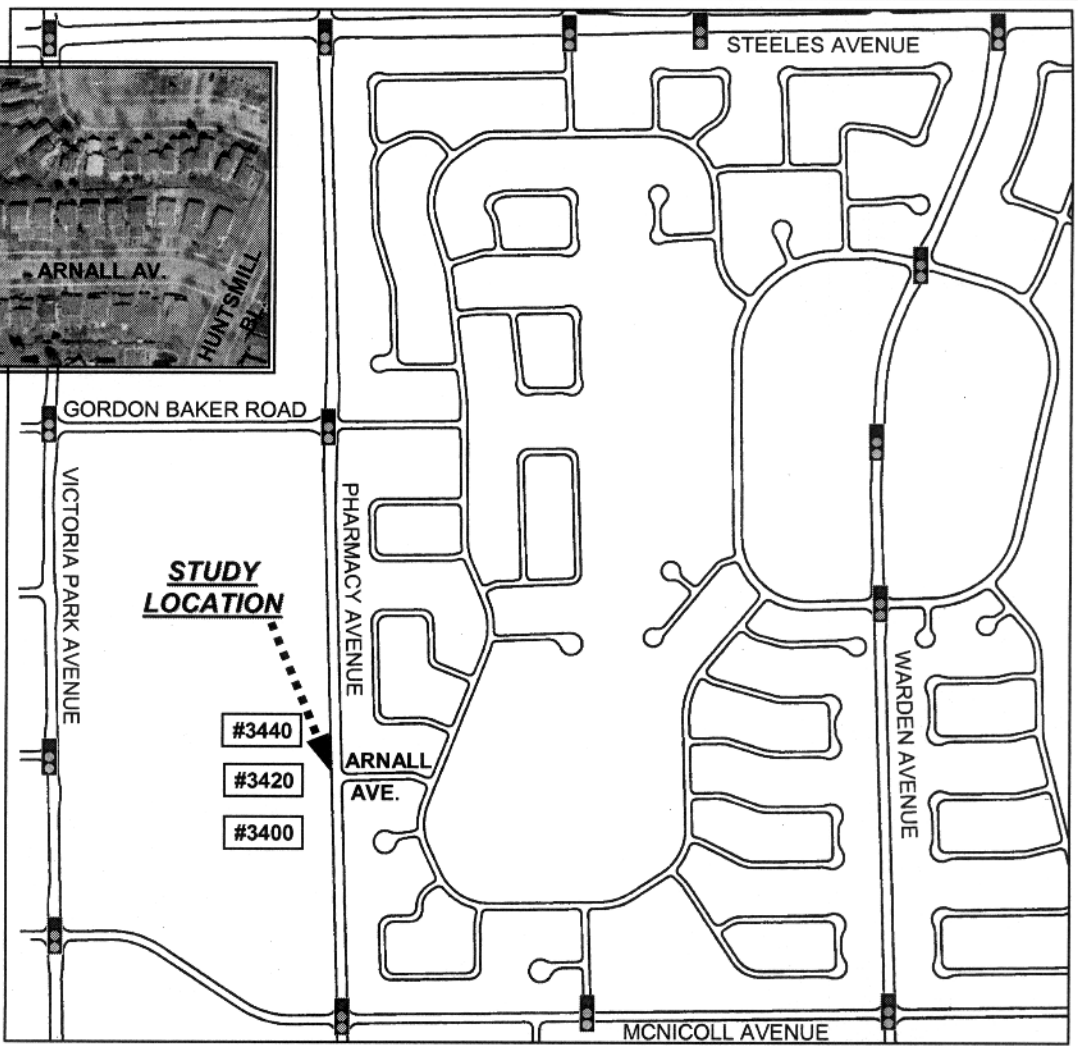 STEELES AVENUE
ARNALL AV.
HUNTSMILL
BL.
GORDON BAKER ROAD
VICTORIA PARK AVENUE
PHARMACY AVENUE
STUDY
LOCATION
#3440
#3420
#3400
ARNALL
AVE.
WARDEN AVENUE
MCNICOLL AVENUE